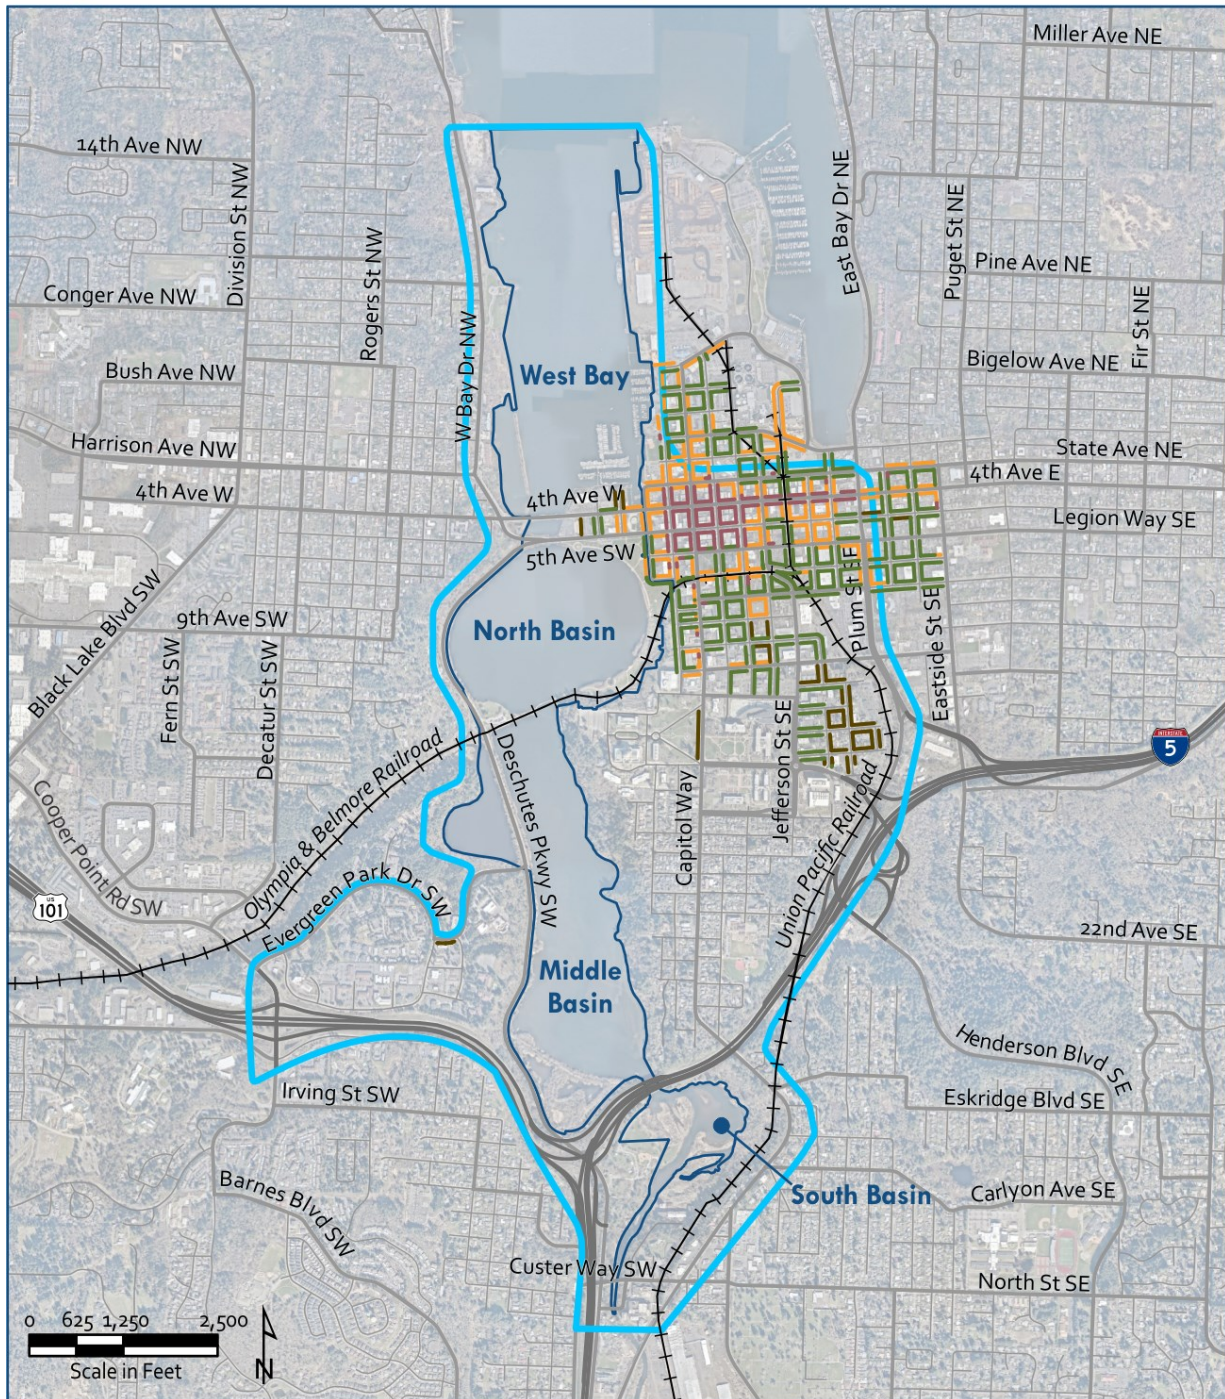 Miller Ave NE
14th Ave NW
Division St NW
Rogers St NW
East Bay Dr NE
Puget St NE
Pine Ave NE
Conger Ave NW
Fir St NE
W Bay Dr NW
West Bay
Bush Ave NW
Bigelow Ave NE
Harrison Ave NW
State Ave NE
4th Ave W
4th Ave W
4th Ave E
Legion Way SE
5th Ave SW
Black Lake Blvd SW
9th Ave SW
North Basin
Plum St SE
Eastside St SE
Fern St SW
Decatur St SW
Deschutes Pkwy SW
Jefferson St SE
INTERSTATE
5
Capitol Way
Cooper Point Rd SW
Olympia & Belmore Railroad
Union Pacific Railroad
Evergreen Park Dr SW
US
101
22nd Ave SE
Middle
Basin
Henderson Blvd SE
Irving St SW
Eskridge Blvd SE
Barnes Blvd SW
South Basin
Carlyon Ave SE
Custer Way SW
North St SE
0 625 1,250 2,500
Scale in Feet
N